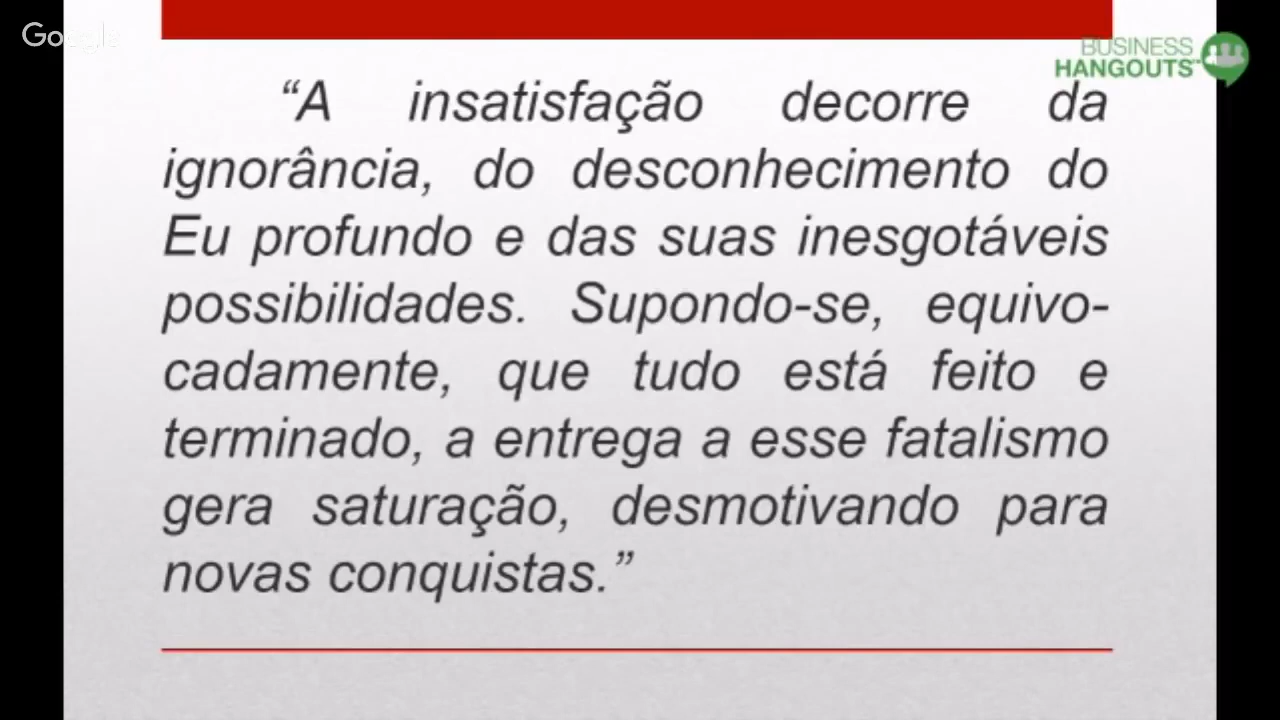 Google
BUSINESS
HANGOUTS
“A insatisfação decorre da
ignorância, do desconhecimento do
Eu profundo e das suas inesgotáveis
possibilidades. Supondo-se, equivo-
cadamente, que tudo está feito e
terminado, a entrega a esse fatalismo
gera saturação, desmotivando para
novas conquistas.”